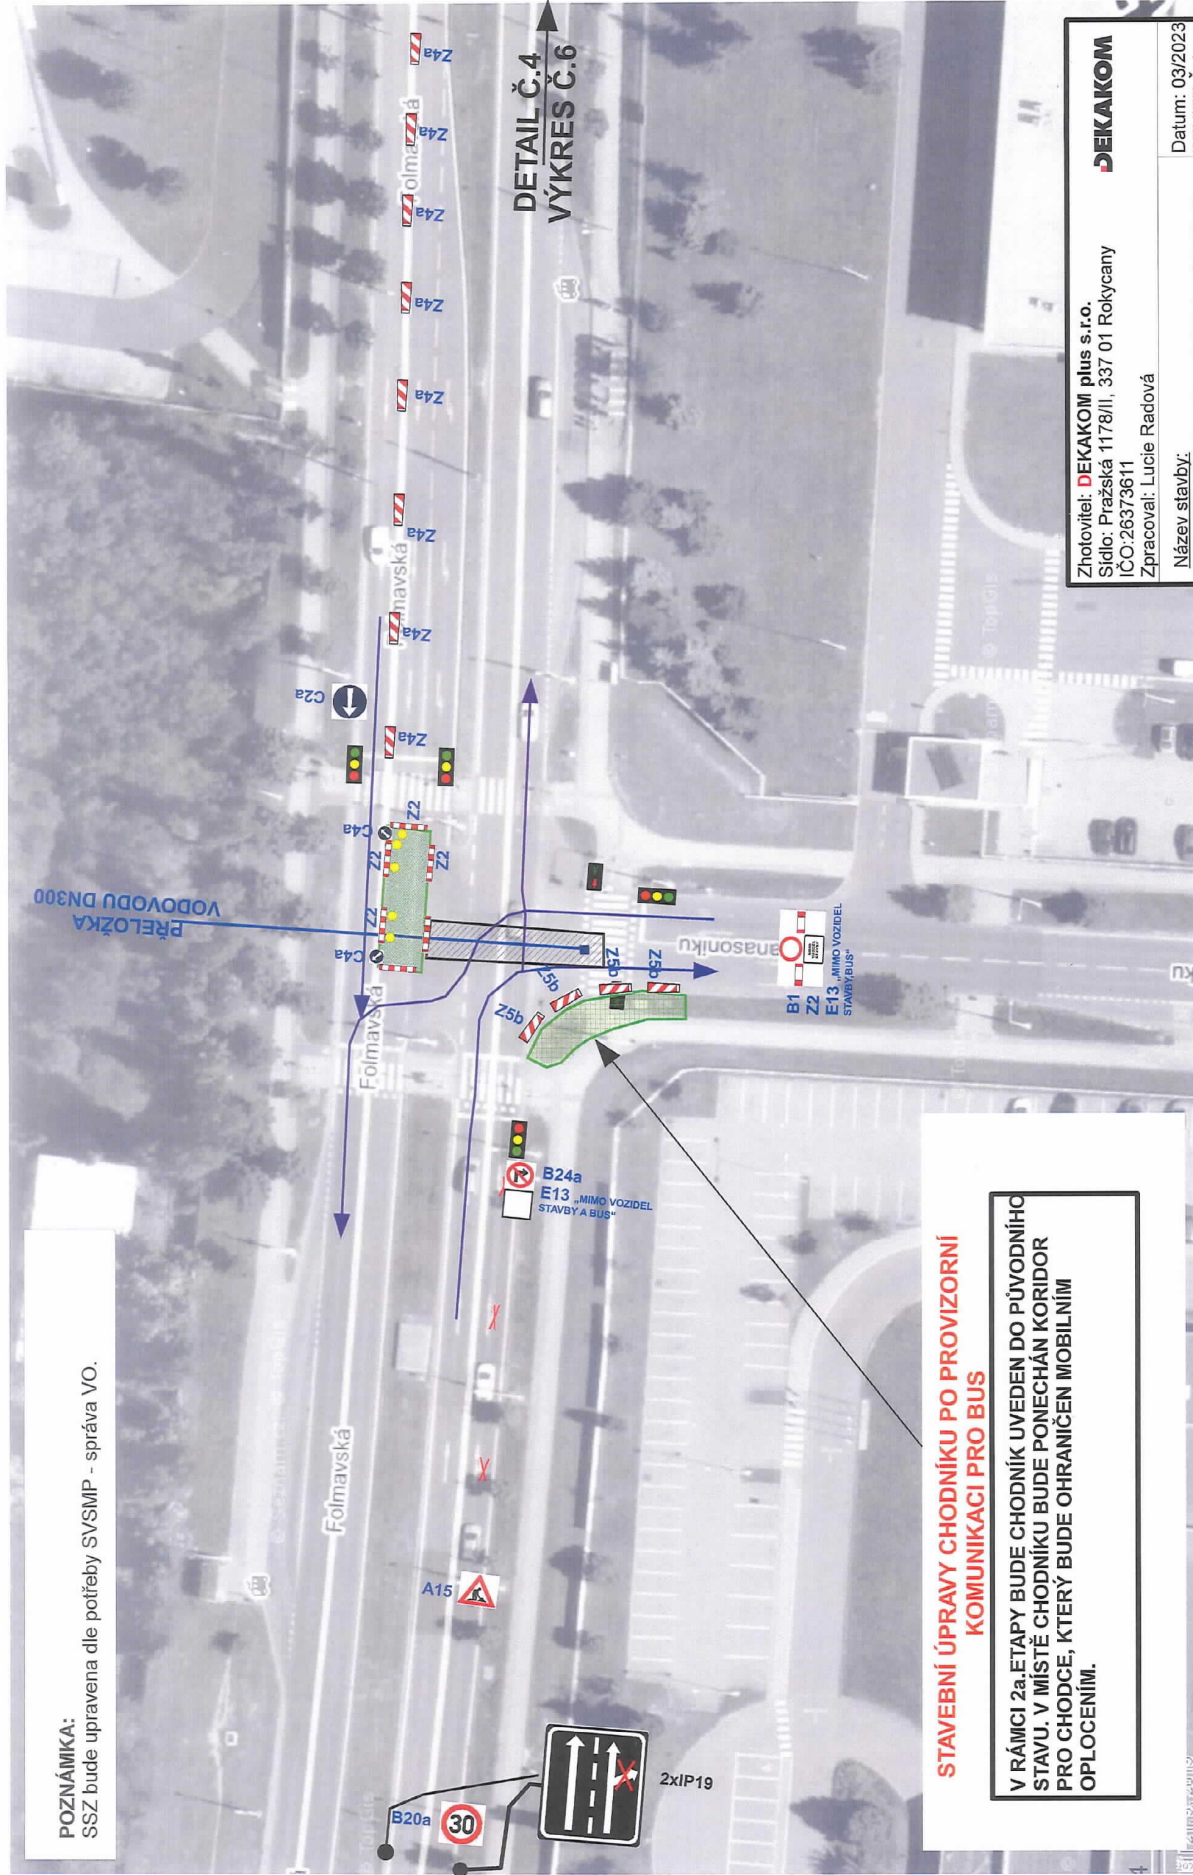 POZNÁMKA:
SSZ bude upravena dle potřeby SVSMP - správa VO.
PŘELOŽKA
VODOVODU DN300
DETAIL Č.4
VÝKRES Č.6
Folmavská
Folmavská
Folmavská
C2a
Z4a
Z4a
Z4a
Z4a
Z4a
Z4a
Z4a
Z4a
C4a
Z2
Z2
Z2
Z2
C4a
Z5b
Z5b
Z5b
Z5b
B1
Z2
E13 „MIMO VOZIDEL
STAVBY,BUS“
B24a
E13 „MIMO VOZIDEL
STAVBY A BUS“
A15
B20a
30
2xIP19
STAVEBNÍ ÚPRAVY CHODNÍKU PO PROVIZORNÍ
KOMUNIKACI PRO BUS
V RÁMCI 2a.ETAPY BUDE CHODNÍK UVEDEN DO PŮVODNÍHO
STAVU. V MÍSTĚ CHODNÍKU BUDE PONECHÁN KORIDOR
PRO CHODCE, KTERÝ BUDE OHRANIČEN MOBILNÍM
OPLOCENÍM.
Zhotovitel: DEKAKOM plus s.r.o.
Sídlo: Pražská 1178/II, 337 01 Rokycany
IČO:26373611
Zpracoval: Lucie Radová
DEKAKOM
Název stavby:
Datum: 03/2023